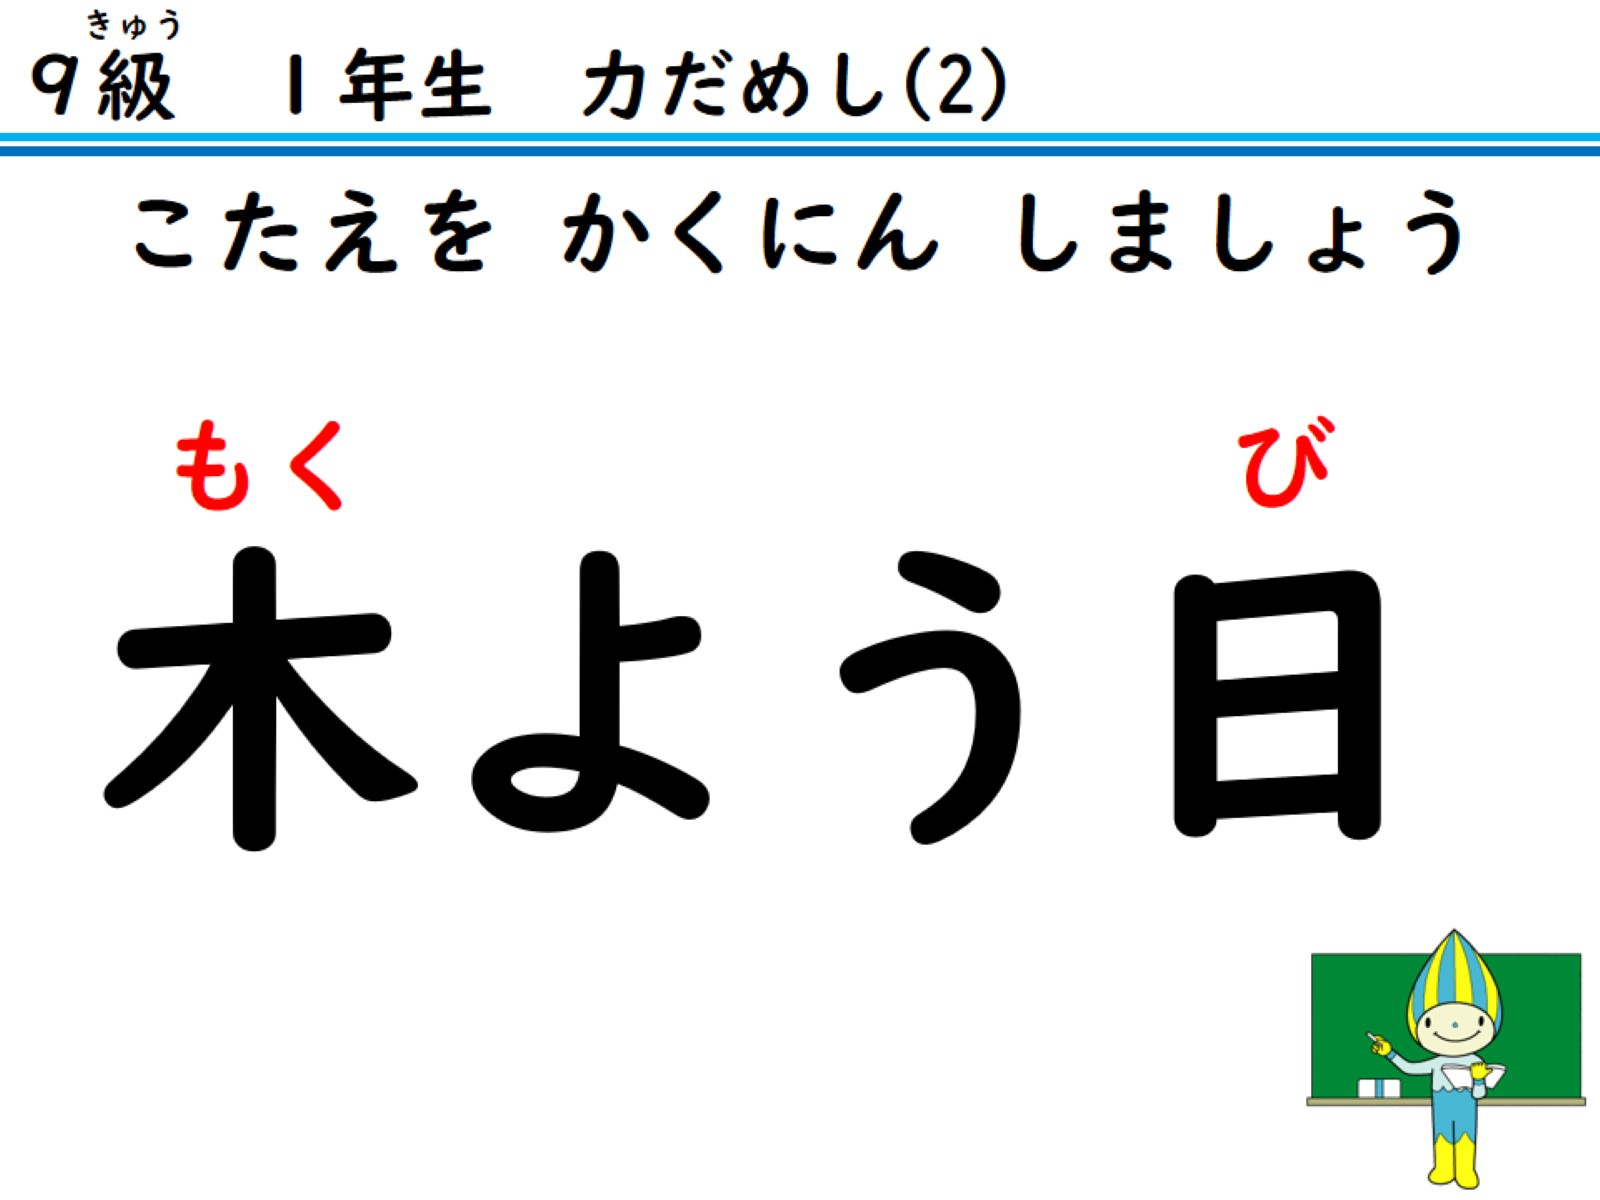 きゅう
９級　１年生　力だめし(2)
こたえを かくにん しましょう
もく　び
木よう日